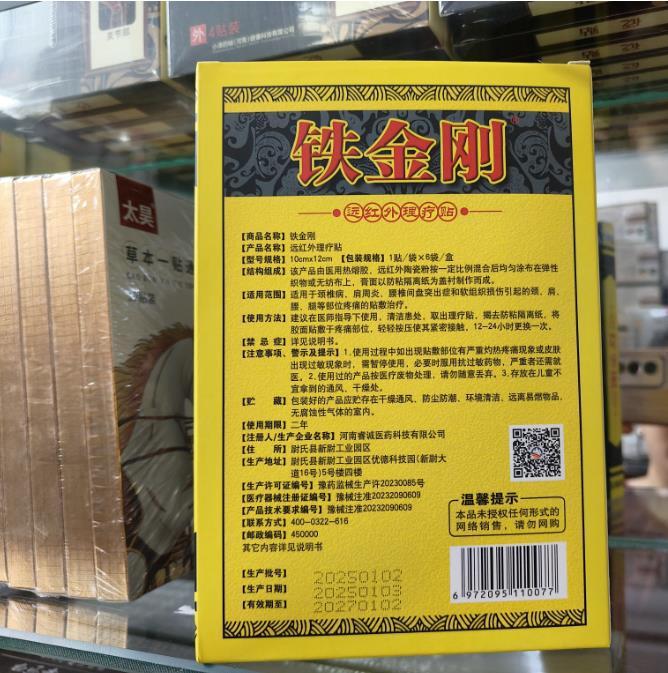 外 4贴装
铁金刚
远红外理疗贴
【商品名称】铁金刚
【产品名称】远红外理疗贴
【型号规格】10cmx12cm 【包装规格】1贴/袋×6袋/盒
【结构组成】该产品由医用热熔胶、远红外陶瓷粉按一定比例混合后均匀涂布在弹性
织物或无纺布上，膏面以防粘隔离纸为盖衬制作而成。
【适用范围】适用于颈椎病、肩周炎、腰椎间盘突出症和软组织损伤引起的颈、肩、
腰、腿等部位疼痛的贴敷治疗。
【使用方法】建议在医师指导下使用，清洁患处，取出理疗贴，揭去防粘隔离纸，将
胶面贴敷于疼痛部位，轻轻按压使其紧密接触，12-24小时更换一次。
【禁 忌 症】详见说明书。
【注意事项、警示及提示】1.使用过程中如出现贴敷部位有严重灼热疼痛现象或皮肤
出现过敏现象时，需暂停使用，必要时服用抗过敏药物，严重者还需就
医。2.使用过的产品按医疗废物处理，请勿随意丢弃。3.存放在儿童不
宜拿到的通风、干燥处。
【贮 藏】包装好的产品应贮存在干燥通风、防尘防潮、环境清洁、远离易燃物品，
无腐蚀性气体的室内。
【使用期限】二年
【注册人/生产企业名称】河南睿诚医药科技有限公司
【住 所】尉氏县新尉工业园区
【生产地址】尉氏县新尉工业园区优德科技园(新尉大
道16号)5号楼四楼
【生产许可证编号】豫药监械生产许20230085号
【医疗器械注册证编号】豫械注准20232090609
【产品技术要求编号】豫械注准20232090609
【联系方式】400-0322-616
【邮政编码】450000
其它内容详见说明书
温馨提示
本品未授权任何形式的
网络销售，请勿网购
【生产批号】20250102
【生产日期】20250103
【有效期至】20270102
6 972095 110077
太昊
草本一贴通